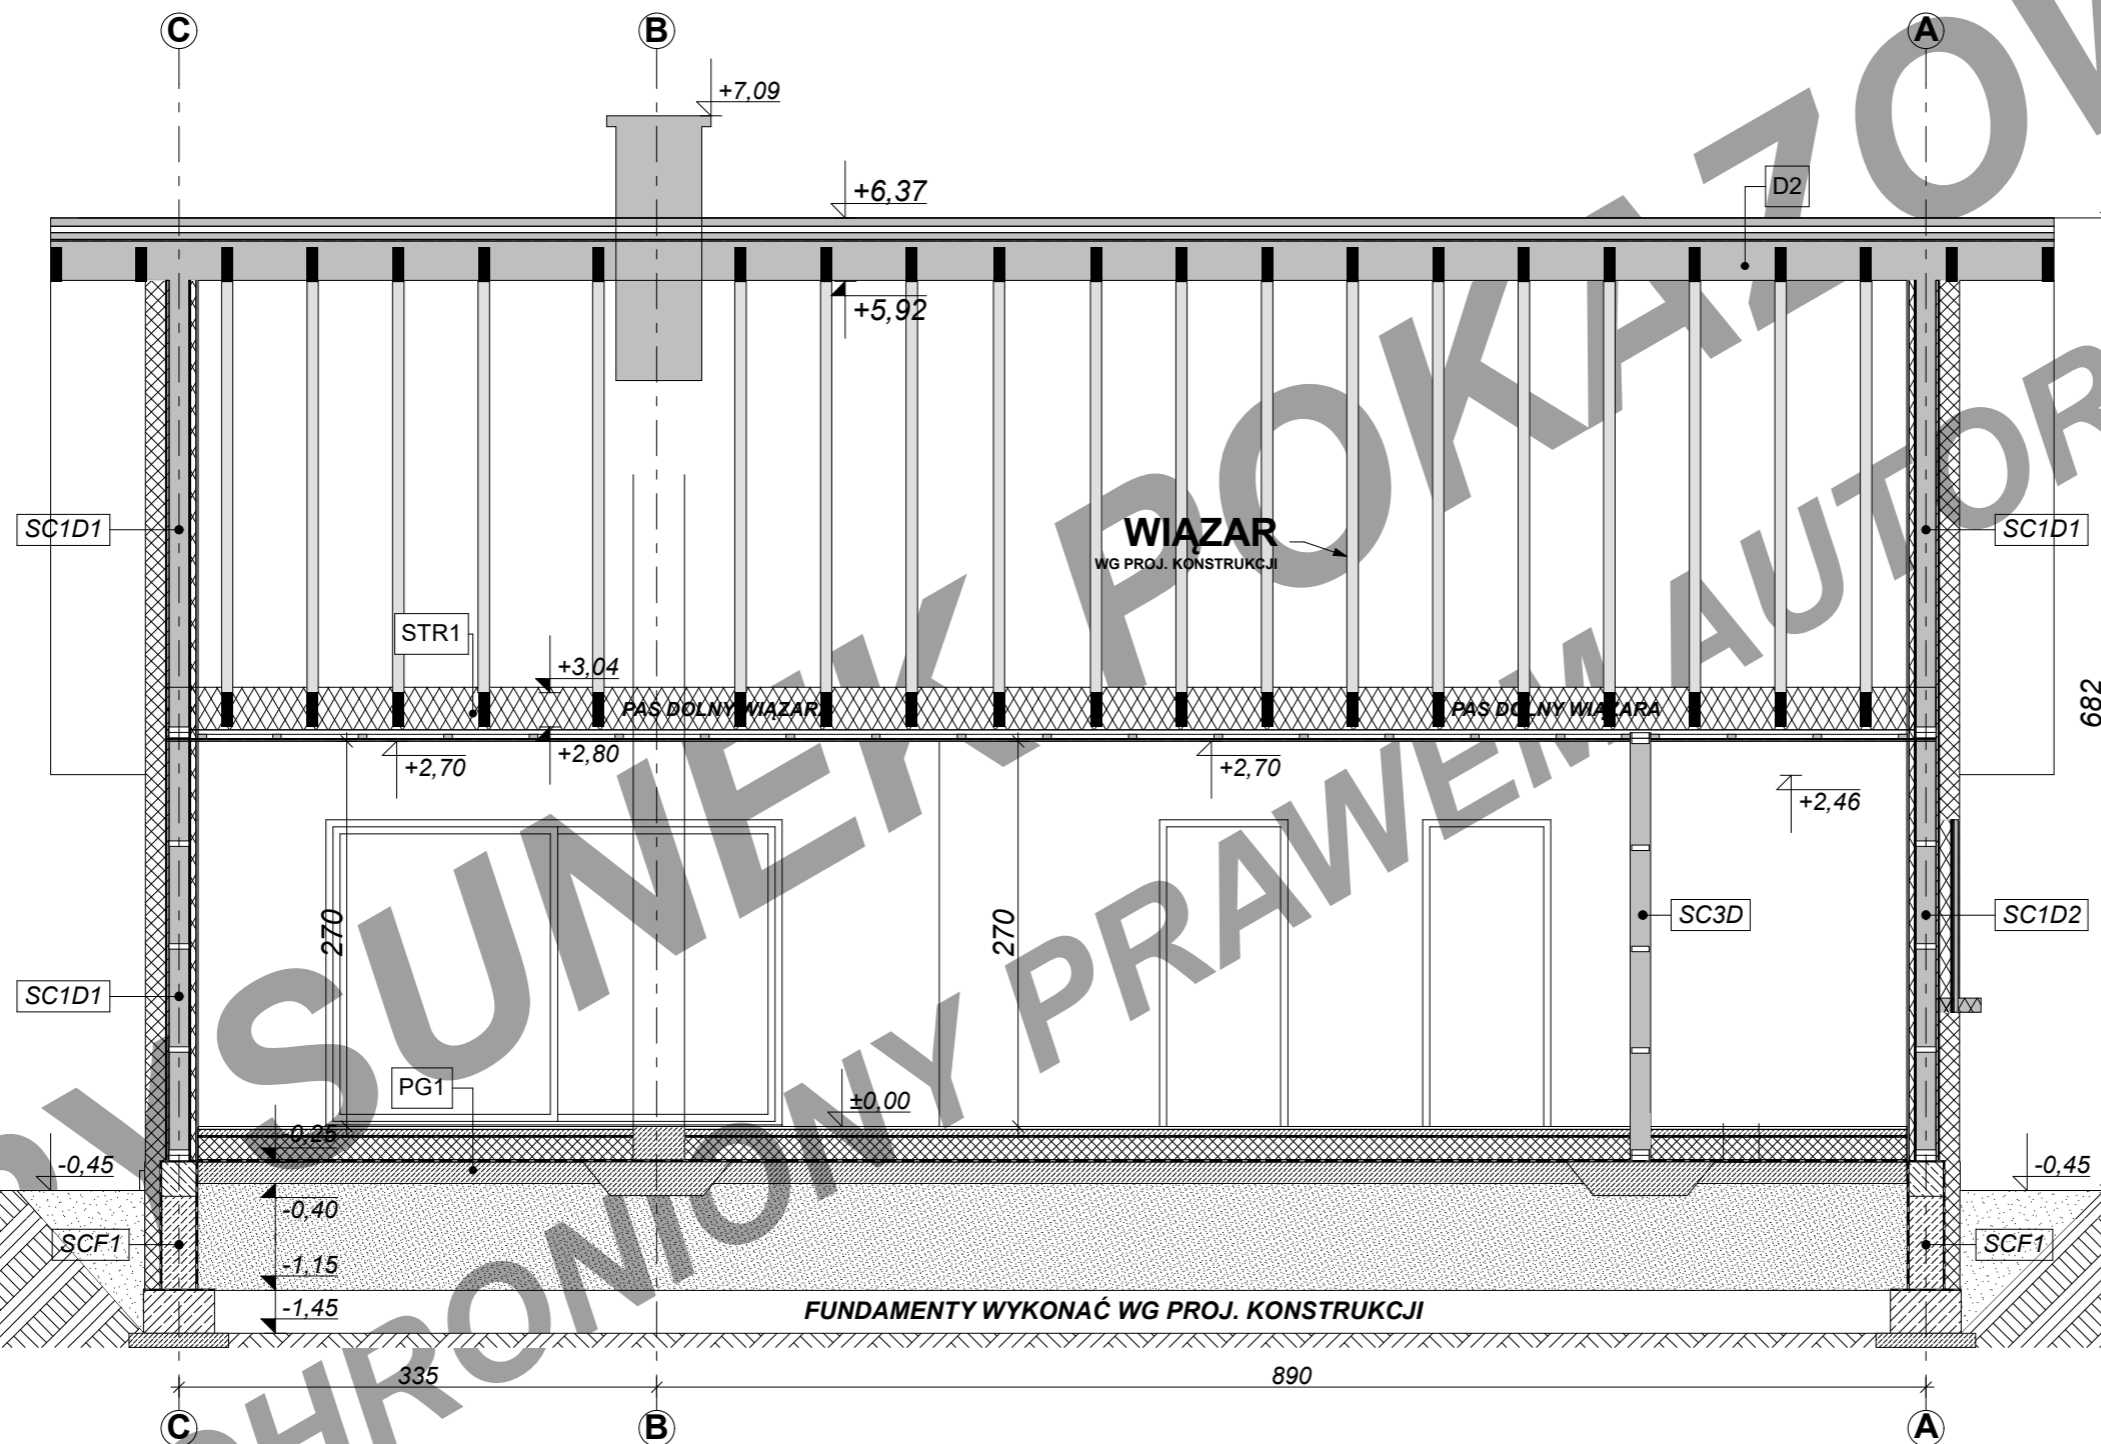 C
B
A
+7,09
+6,37
D2
+5,92
SC1D1
WIĄZAR
WG PROJ. KONSTRUKCJI
SC1D1
STR1
+3,04
PAS DOLNY WIĄZARA
PAS DOLNY WIĄZARA
682
+2,70
+2,80
+2,70
+2,46
270
270
SC3D
SC1D2
SC1D1
PG1
±0,00
-0,25
-0,45
-0,45
-0,40
SCF1
SCF1
-1,15
-1,45
FUNDAMENTY WYKONAĆ WG PROJ. KONSTRUKCJI
335
890
C
B
A
SUNEK POKAZOW
HRONIONY PRAWEM AUTOR